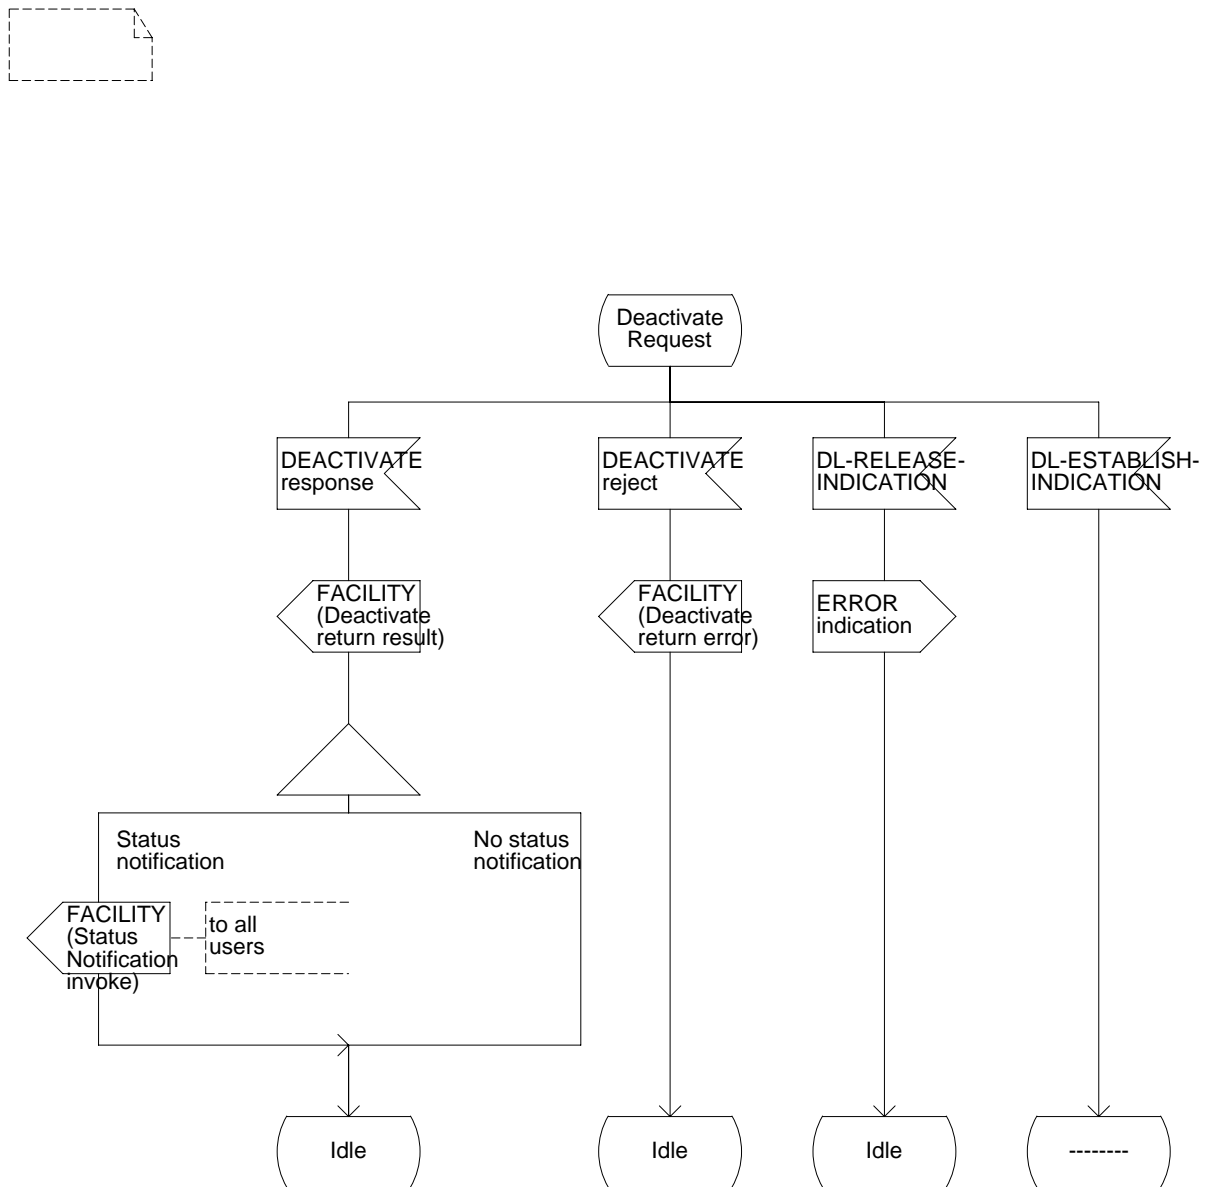 Deactivate
Request
DEACTIVATE
response
DEACTIVATE
reject
DL-RELEASE-
INDICATION
DL-ESTABLISH-
INDICATION
FACILITY
(Deactivate
return result)
FACILITY
(Deactivate
return error)
ERROR
indication
Status
notification
No status
notification
FACILITY
(Status
Notification
invoke)
to all
users
Idle
Idle
Idle
--------